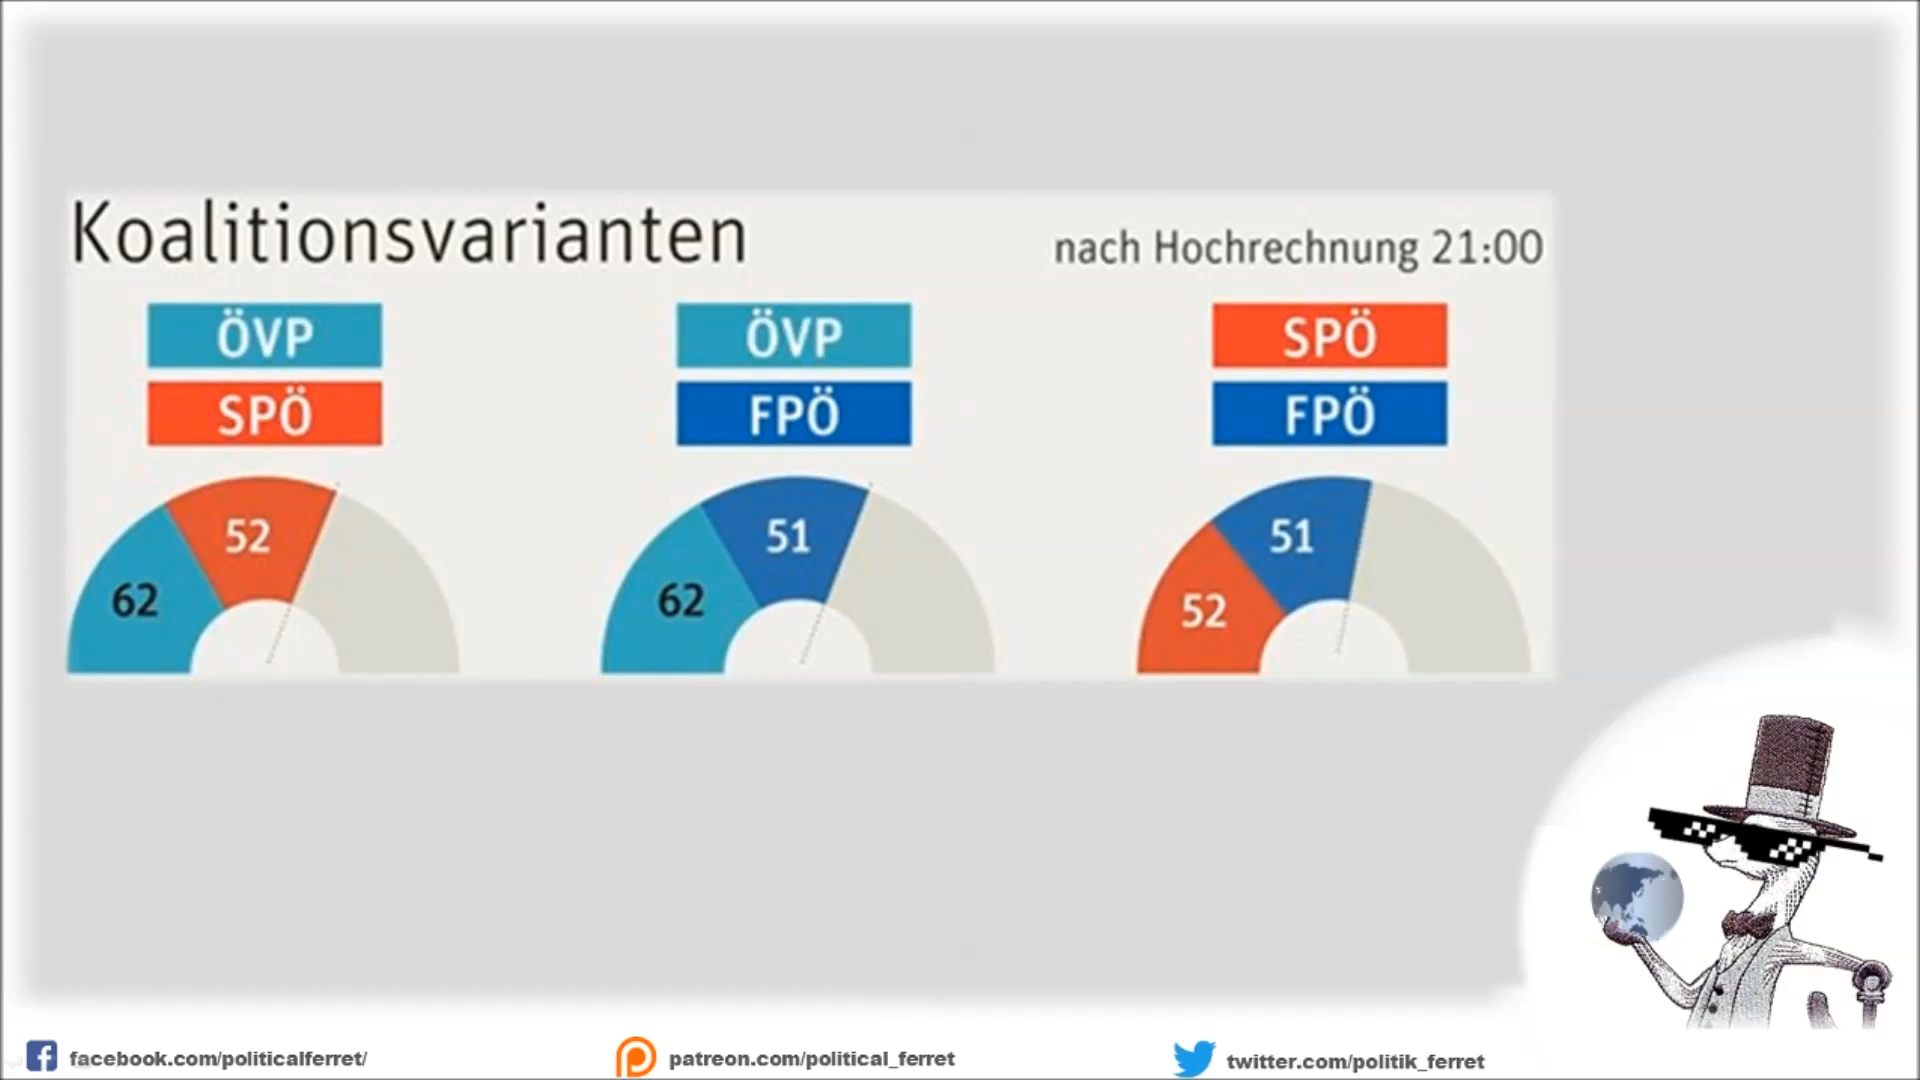 Koalitionsvarianten
nach Hochrechnung 21:00
ÖVP
SPÖ
52
62
ÖVP
FPÖ
51
62
SPÖ
FPÖ
51
52
facebook.com/politicalferret/
patreon.com/political_ferret
twitter.com/politik_ferret